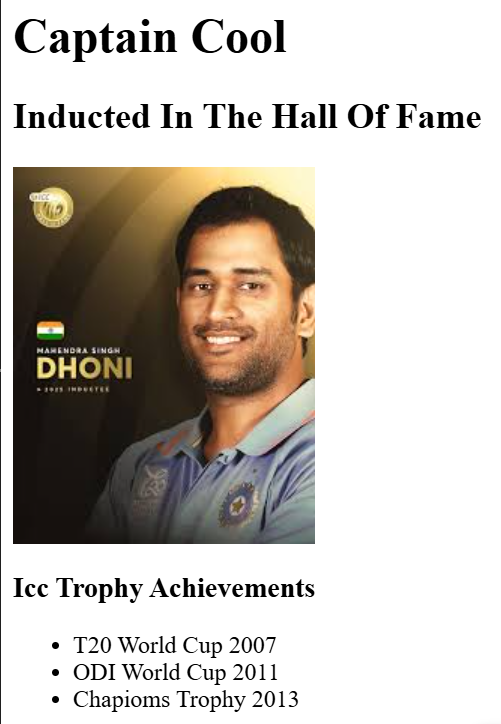 Captain Cool
Inducted In The Hall Of Fame
ICC
MAHENDRA SINGH
DHONI
2025 INDUCTEE
Icc Trophy Achievements
T20 World Cup 2007
ODI World Cup 2011
Chapioms Trophy 2013